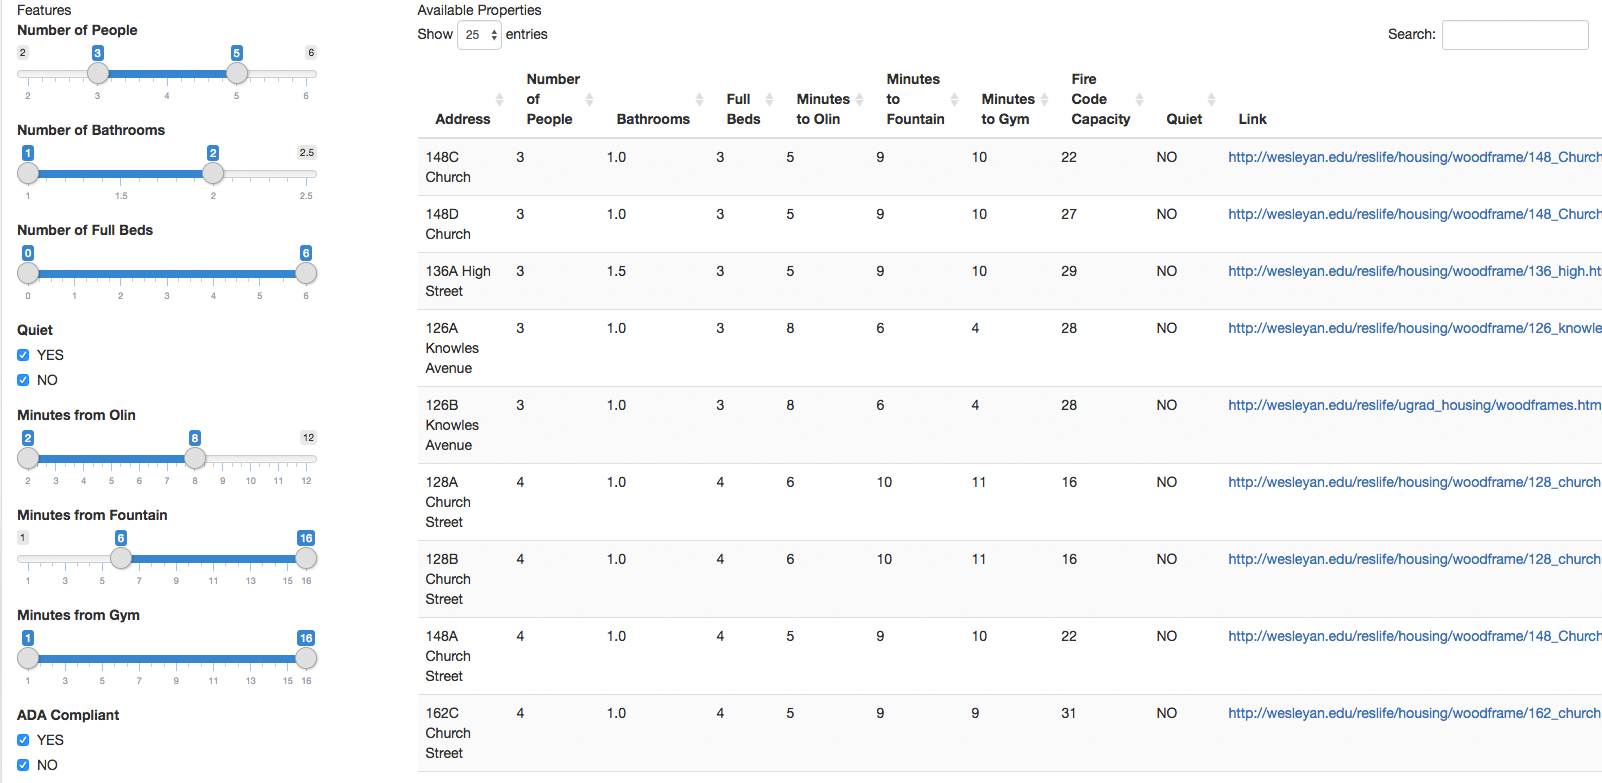 Features
Number of People
2 3 5 6
2 3 4 5 6
Number of Bathrooms
1 2 2.5
1 1.5 2 2.5
Number of Full Beds
0 6
0 1 2 3 4 5 6
Quiet
YES
NO
Minutes from Olin
2 8 12
2 3 4 5 6 7 8 9 10 11 12
Minutes from Fountain
1 6 16
1 3 5 7 9 11 13 15 16
Minutes from Gym
1 16
1 3 5 7 9 11 13 15 16
ADA Compliant
YES
NO
Available Properties
Show 25 entries
Search:
Number Minutes Fire
of Full Minutes to Minutes Code
Address People Bathrooms Beds to Olin Fountain to Gym Capacity Quiet Link
148C 3 1.0 3 5 9 10 22 NO http://wesleyan.edu/reslife/housing/woodframe/148_Church
Church
148D 3 1.0 3 5 9 10 27 NO http://wesleyan.edu/reslife/housing/woodframe/148_Church
Church
136A High 3 1.5 3 5 9 10 29 NO http://wesleyan.edu/reslife/housing/woodframe/136_high.ht
Street
126A 3 1.0 3 8 6 4 28 NO http://wesleyan.edu/reslife/housing/woodframe/126_knowle
Knowles
Avenue
126B 3 1.0 3 8 6 4 28 NO http://wesleyan.edu/reslife/ugrad_housing/woodframes.htm
Knowles
Avenue
128A 4 1.0 4 6 10 11 16 NO http://wesleyan.edu/reslife/housing/woodframe/128_church
Church
Street
128B 4 1.0 4 6 10 11 16 NO http://wesleyan.edu/reslife/housing/woodframe/128_church
Church
Street
148A 4 1.0 4 5 9 10 22 NO http://wesleyan.edu/reslife/housing/woodframe/148_Church
Church
Street
162C 4 1.0 4 5 9 9 31 NO http://wesleyan.edu/reslife/housing/woodframe/162_church
Church
Street